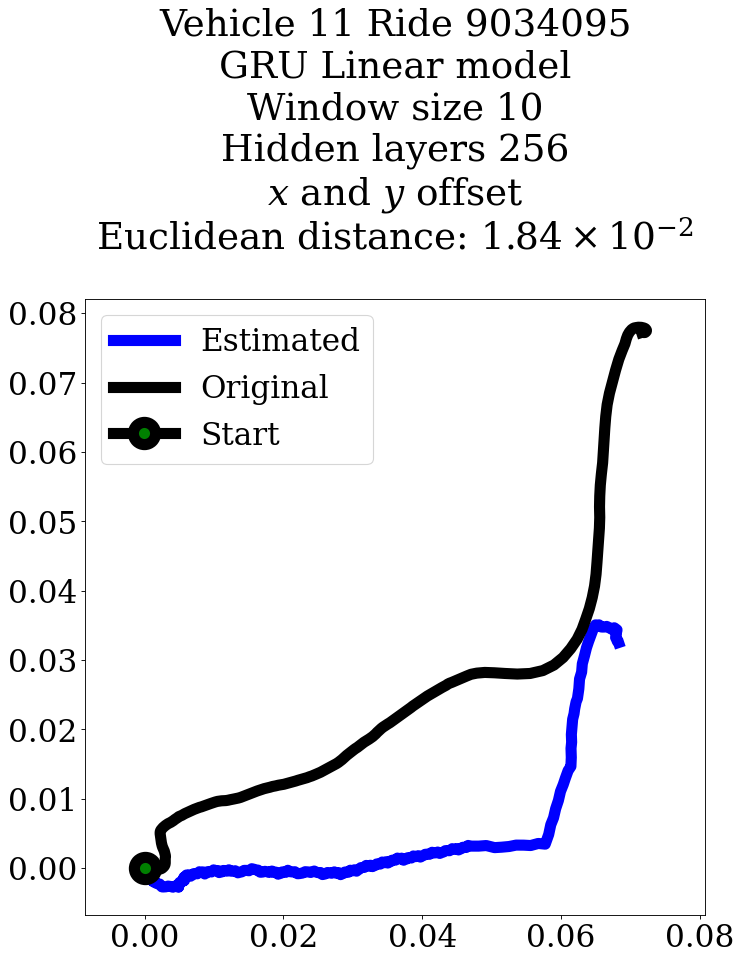 Vehicle 11 Ride 9034095
GRU Linear model
Window size 10
Hidden layers 256
x and y offset
Euclidean distance: 1.84 × 10⁻²
0.08
0.07
0.06
0.05
0.04
0.03
0.02
0.01
0.00
Estimated
Original
Start
0.00 0.02 0.04 0.06 0.08